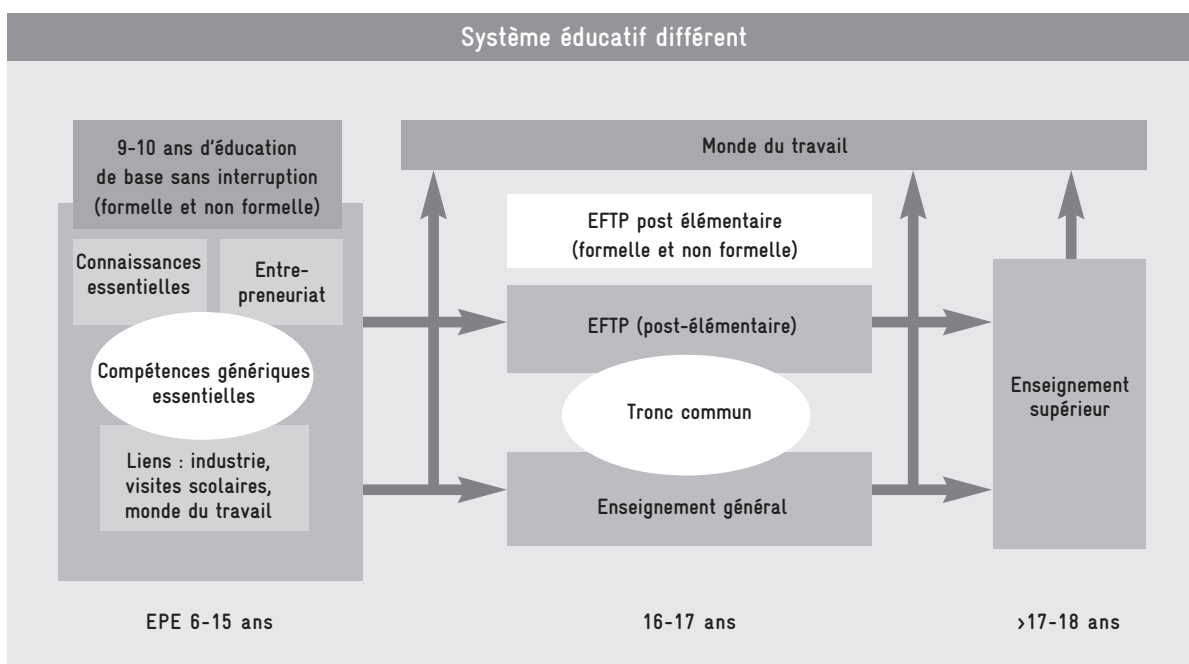 Système éducatif différent
9-10 ans d'éducation
de base sans interruption
(formelle et non formelle)
Connaissances
essentielles
Entre-
preneuriat
Compétences génériques
essentielles
Liens : industrie,
visites scolaires,
monde du travail
EPE 6-15 ans
Monde du travail
EFTP post élémentaire
(formelle et non formelle)
EFTP (post-élémentaire)
Tronc commun
Enseignement général
16-17 ans
Enseignement
supérieur
>17-18 ans